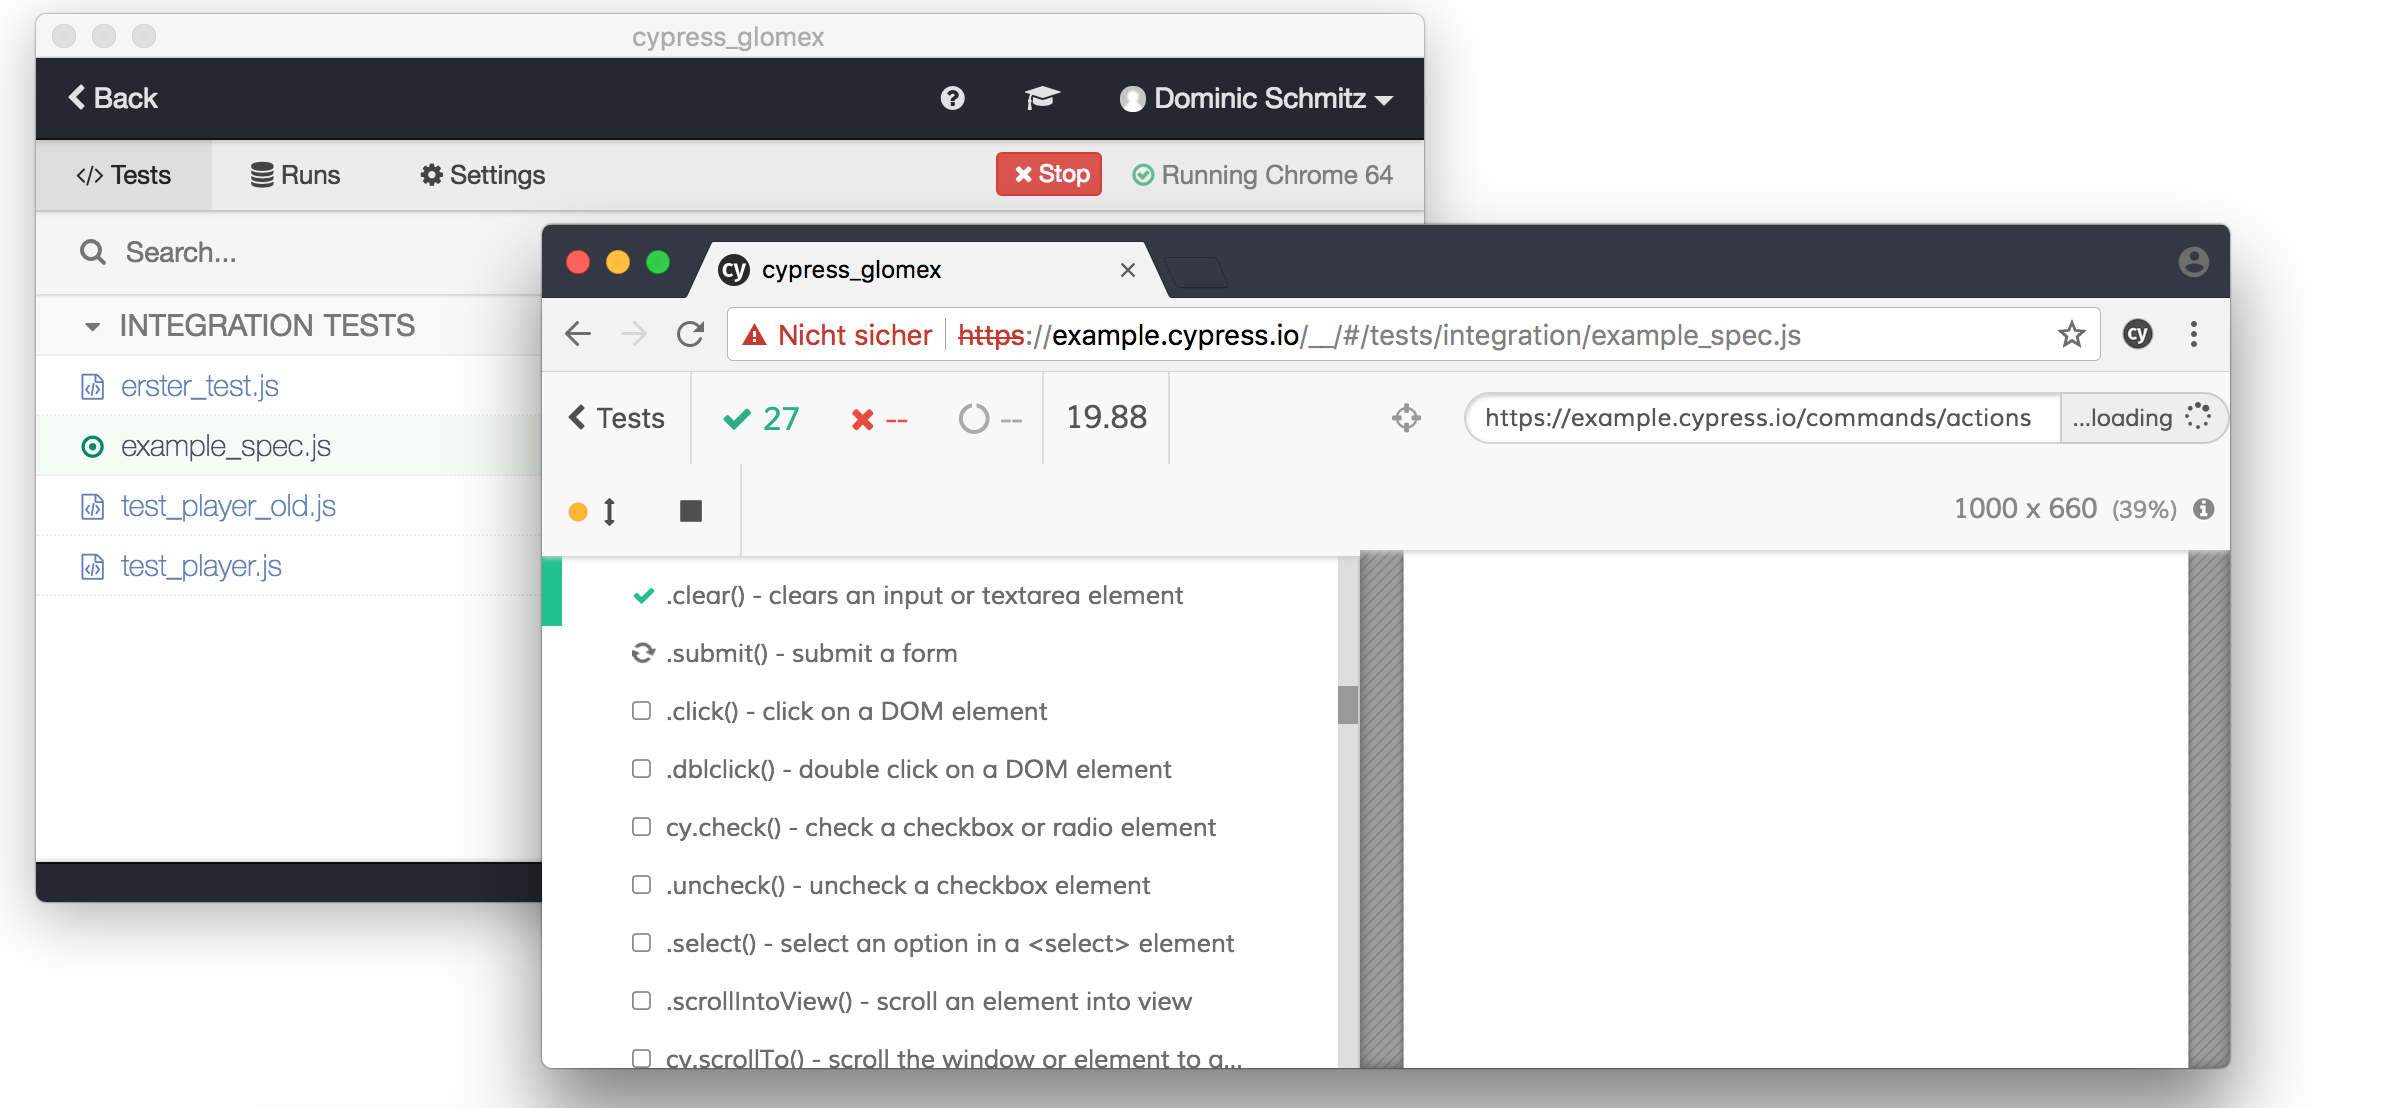 cypress_glomex
Back
Dominic Schmitz
</> Tests
Runs
Settings
Stop
Running Chrome 64
Search...
INTEGRATION TESTS
erster_test.js
example_spec.js
test_player_old.js
test_player.js
cy cypress_glomex
Nicht sicher https://example.cypress.io/__/#/tests/integration/example_spec.js
cy
Tests
27
--
--
19.88
https://example.cypress.io/commands/actions
...loading
1000 x 660 (39%)
.clear() - clears an input or textarea element
.submit() - submit a form
.click() - click on a DOM element
.dblclick() - double click on a DOM element
cy.check() - check a checkbox or radio element
.uncheck() - uncheck a checkbox element
.select() - select an option in a <select> element
.scrollIntoView() - scroll an element into view
cy.scrollTo() - scroll the window or element to a...